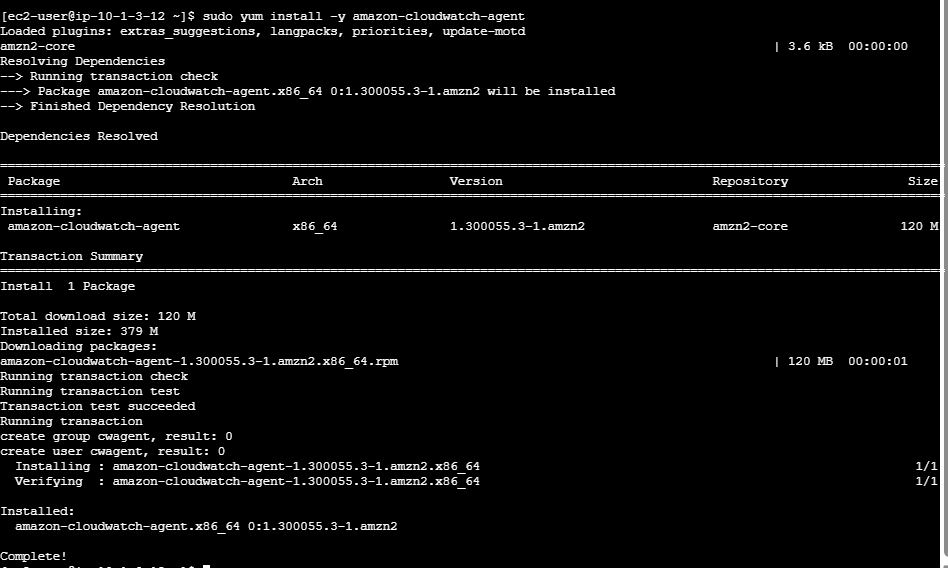 [ec2-user@ip-10-1-3-12 ~]$ sudo yum install -y amazon-cloudwatch-agent
Loaded plugins: extras_suggestions, langpacks, priorities, update-motd
amzn2-core | 3.6 kB 00:00:00
Resolving Dependencies
--> Running transaction check
---> Package amazon-cloudwatch-agent.x86_64 0:1.300055.3-1.amzn2 will be installed
--> Finished Dependency Resolution
Dependencies Resolved
================================================================================
Package Arch Version Repository Size
================================================================================
Installing:
amazon-cloudwatch-agent x86_64 1.300055.3-1.amzn2 amzn2-core 120 M
Transaction Summary
================================================================================
Install 1 Package
Total download size: 120 M
Installed size: 379 M
Downloading packages:
amazon-cloudwatch-agent-1.300055.3-1.amzn2.x86_64.rpm | 120 MB 00:00:01
Running transaction check
Running transaction test
Transaction test succeeded
Running transaction
create group cwagent, result: 0
create user cwagent, result: 0
Installing : amazon-cloudwatch-agent-1.300055.3-1.amzn2.x86_64 1/1
Verifying : amazon-cloudwatch-agent-1.300055.3-1.amzn2.x86_64 1/1
Installed:
amazon-cloudwatch-agent.x86_64 0:1.300055.3-1.amzn2
Complete!